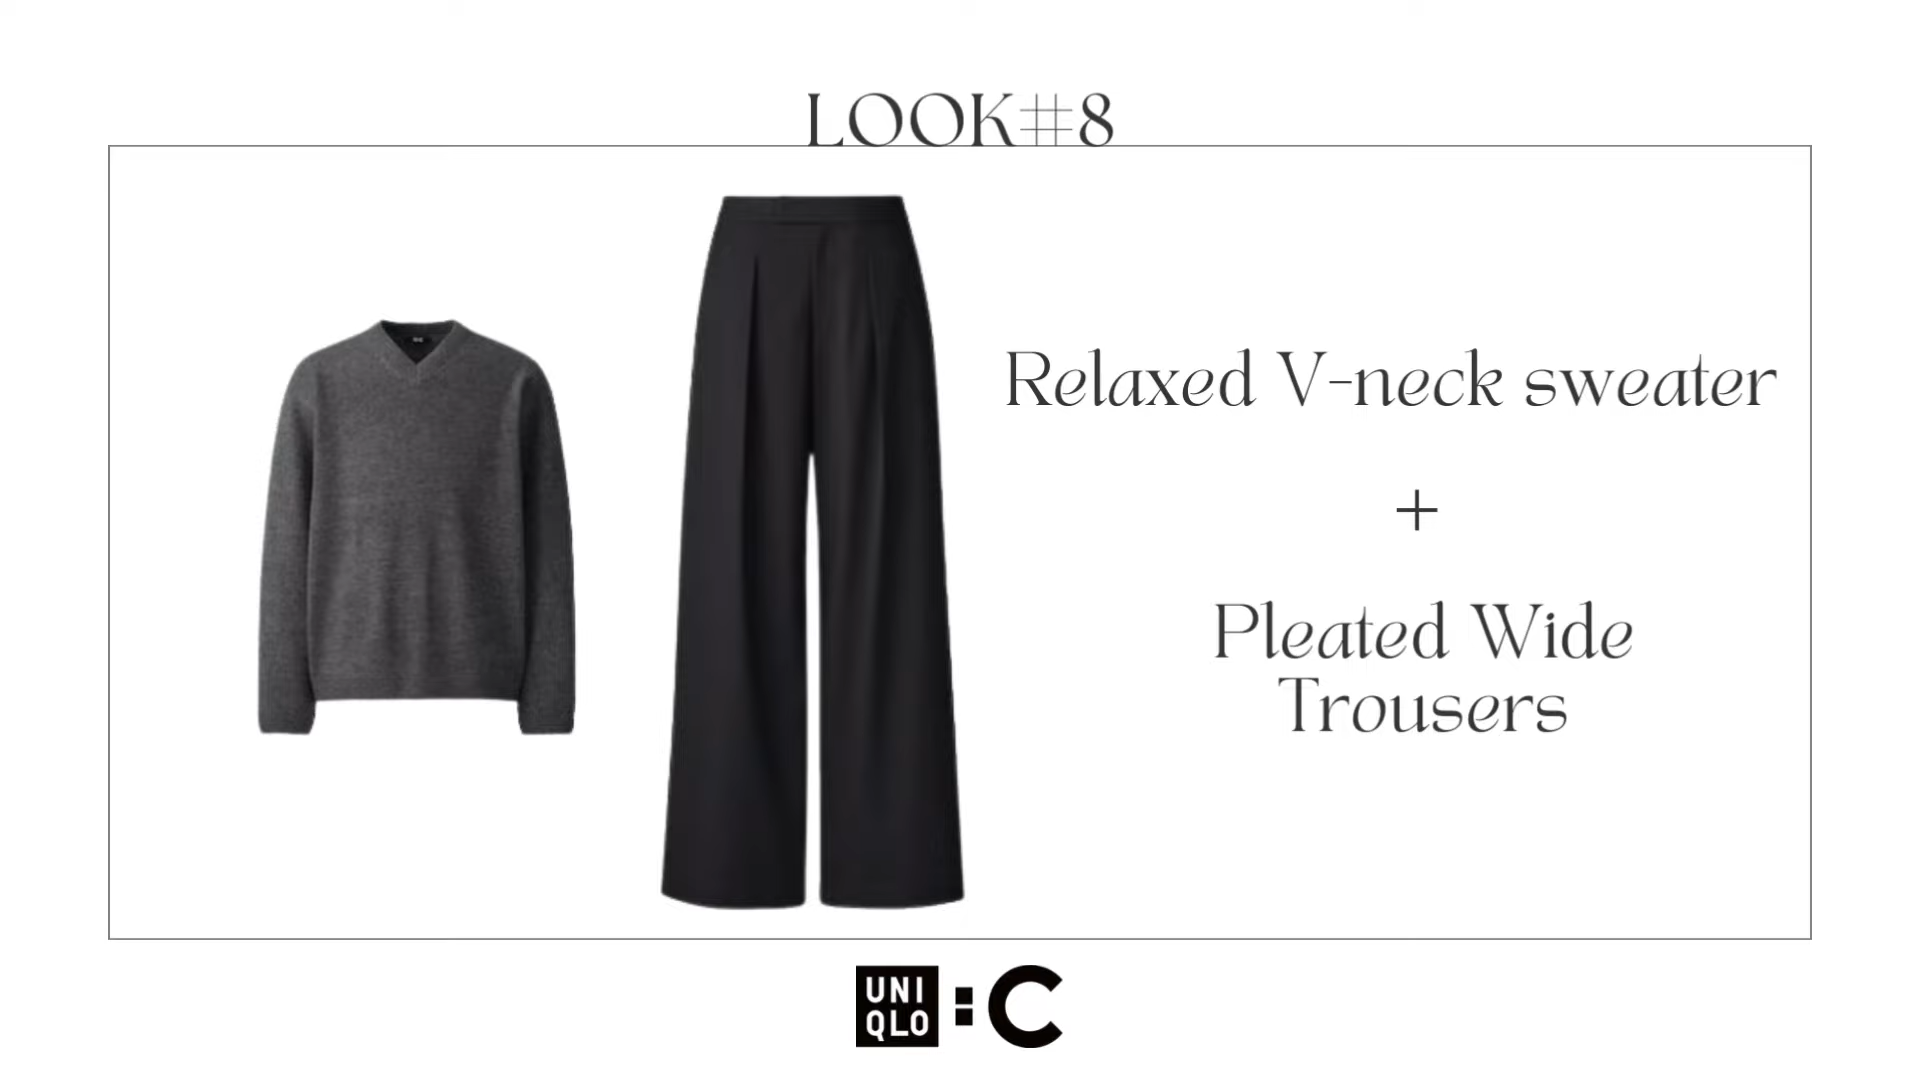 LOOK#8
Relaxed V-neck sweater
+
Pleated Wide
Trousers
UNI
QLO
:C